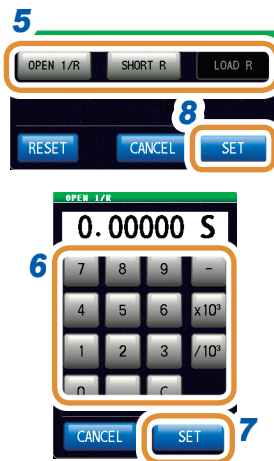 5
OPEN 1/R SHORT R LOAD R
8
RESET CANCEL SET
OPEN 1/R
0.00000 S
6
7 8 9 -
4 5 6 x10³
1 2 3 /10³
0 . C
CANCEL SET
7